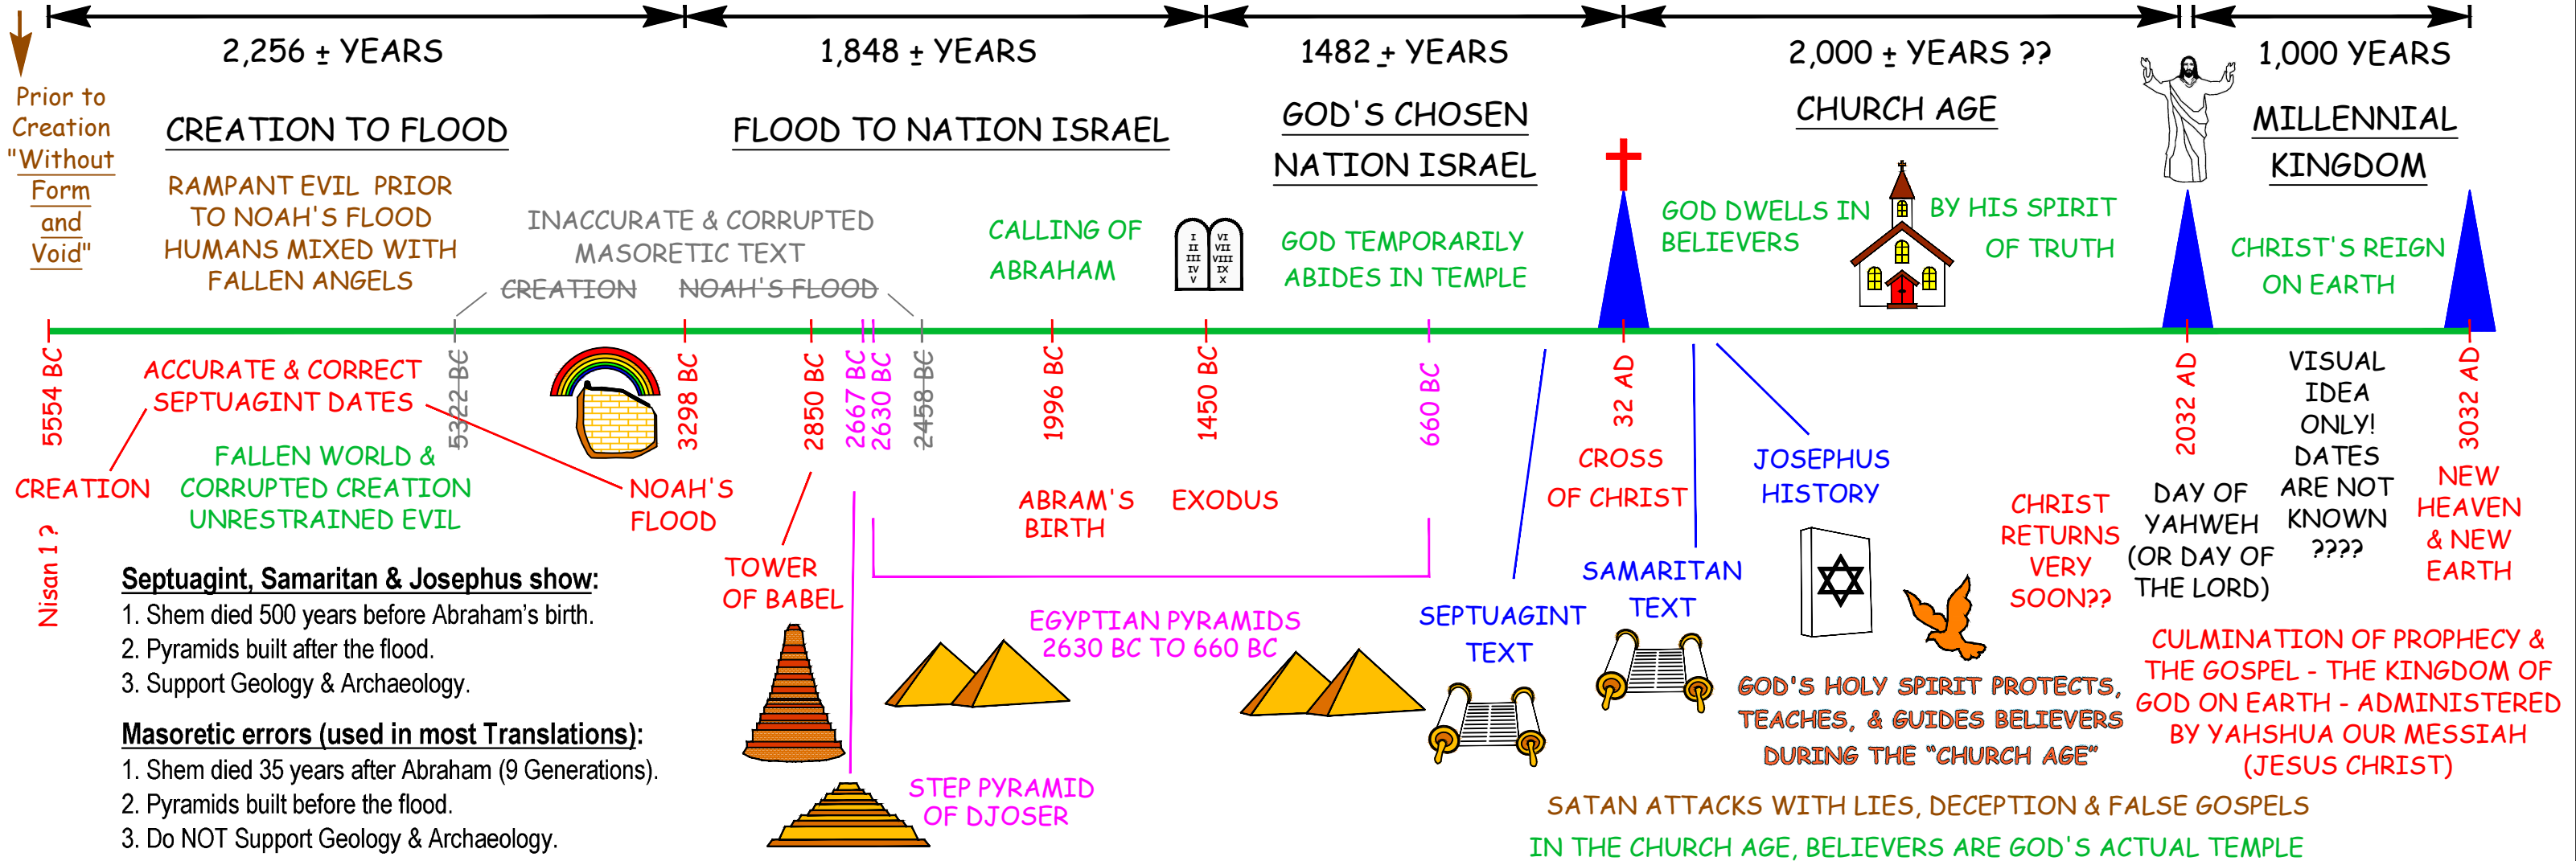 2,256 ± YEARS
1,848 ± YEARS
1482 ± YEARS
2,000 ± YEARS ??
1,000 YEARS
Prior to
Creation
"Without
Form
and
Void"
CREATION TO FLOOD
RAMPANT EVIL PRIOR
TO NOAH'S FLOOD
HUMANS MIXED WITH
FALLEN ANGELS
FLOOD TO NATION ISRAEL
INACCURATE & CORRUPTED
MASORETIC TEXT
CREATION
NOAH'S FLOOD
CALLING OF
ABRAHAM
I
II
III
IV
V
VI
VII
VIII
IX
X
GOD'S CHOSEN
NATION ISRAEL
GOD TEMPORARILY
ABIDES IN TEMPLE
CHURCH AGE
GOD DWELLS IN
BELIEVERS
BY HIS SPIRIT
OF TRUTH
MILLENNIAL
KINGDOM
CHRIST'S REIGN
ON EARTH
5554 BC
5322 BC
3298 BC
2850 BC
2667 BC
2630 BC
2458 BC
1996 BC
1450 BC
660 BC
32 AD
2032 AD
3032 AD
ACCURATE & CORRECT
SEPTUAGINT DATES
CREATION
Nisan 1 ?
FALLEN WORLD &
CORRUPTED CREATION
UNRESTRAINED EVIL
NOAH'S
FLOOD
TOWER
OF BABEL
ABRAM'S
BIRTH
EXODUS
EGYPTIAN PYRAMIDS
2630 BC TO 660 BC
STEP PYRAMID
OF DJOSER
SEPTUAGINT
TEXT
CROSS
OF CHRIST
SAMARITAN
TEXT
JOSEPHUS
HISTORY
CHRIST
RETURNS
VERY
SOON??
DAY OF
YAHWEH
(OR DAY OF
THE LORD)
VISUAL
IDEA
ONLY!
DATES
ARE NOT
KNOWN
????
NEW
HEAVEN
& NEW
EARTH
Septuagint, Samaritan & Josephus show:
1. Shem died 500 years before Abraham's birth.
2. Pyramids built after the flood.
3. Support Geology & Archaeology.
Masoretic errors (used in most Translations):
1. Shem died 35 years after Abraham (9 Generations).
2. Pyramids built before the flood.
3. Do NOT Support Geology & Archaeology.
GOD'S HOLY SPIRIT PROTECTS,
TEACHES, & GUIDES BELIEVERS
DURING THE "CHURCH AGE"
CULMINATION OF PROPHECY &
THE GOSPEL - THE KINGDOM OF
GOD ON EARTH - ADMINISTERED
BY YAHSHUA OUR MESSIAH
(JESUS CHRIST)
SATAN ATTACKS WITH LIES, DECEPTION & FALSE GOSPELS
IN THE CHURCH AGE, BELIEVERS ARE GOD'S ACTUAL TEMPLE